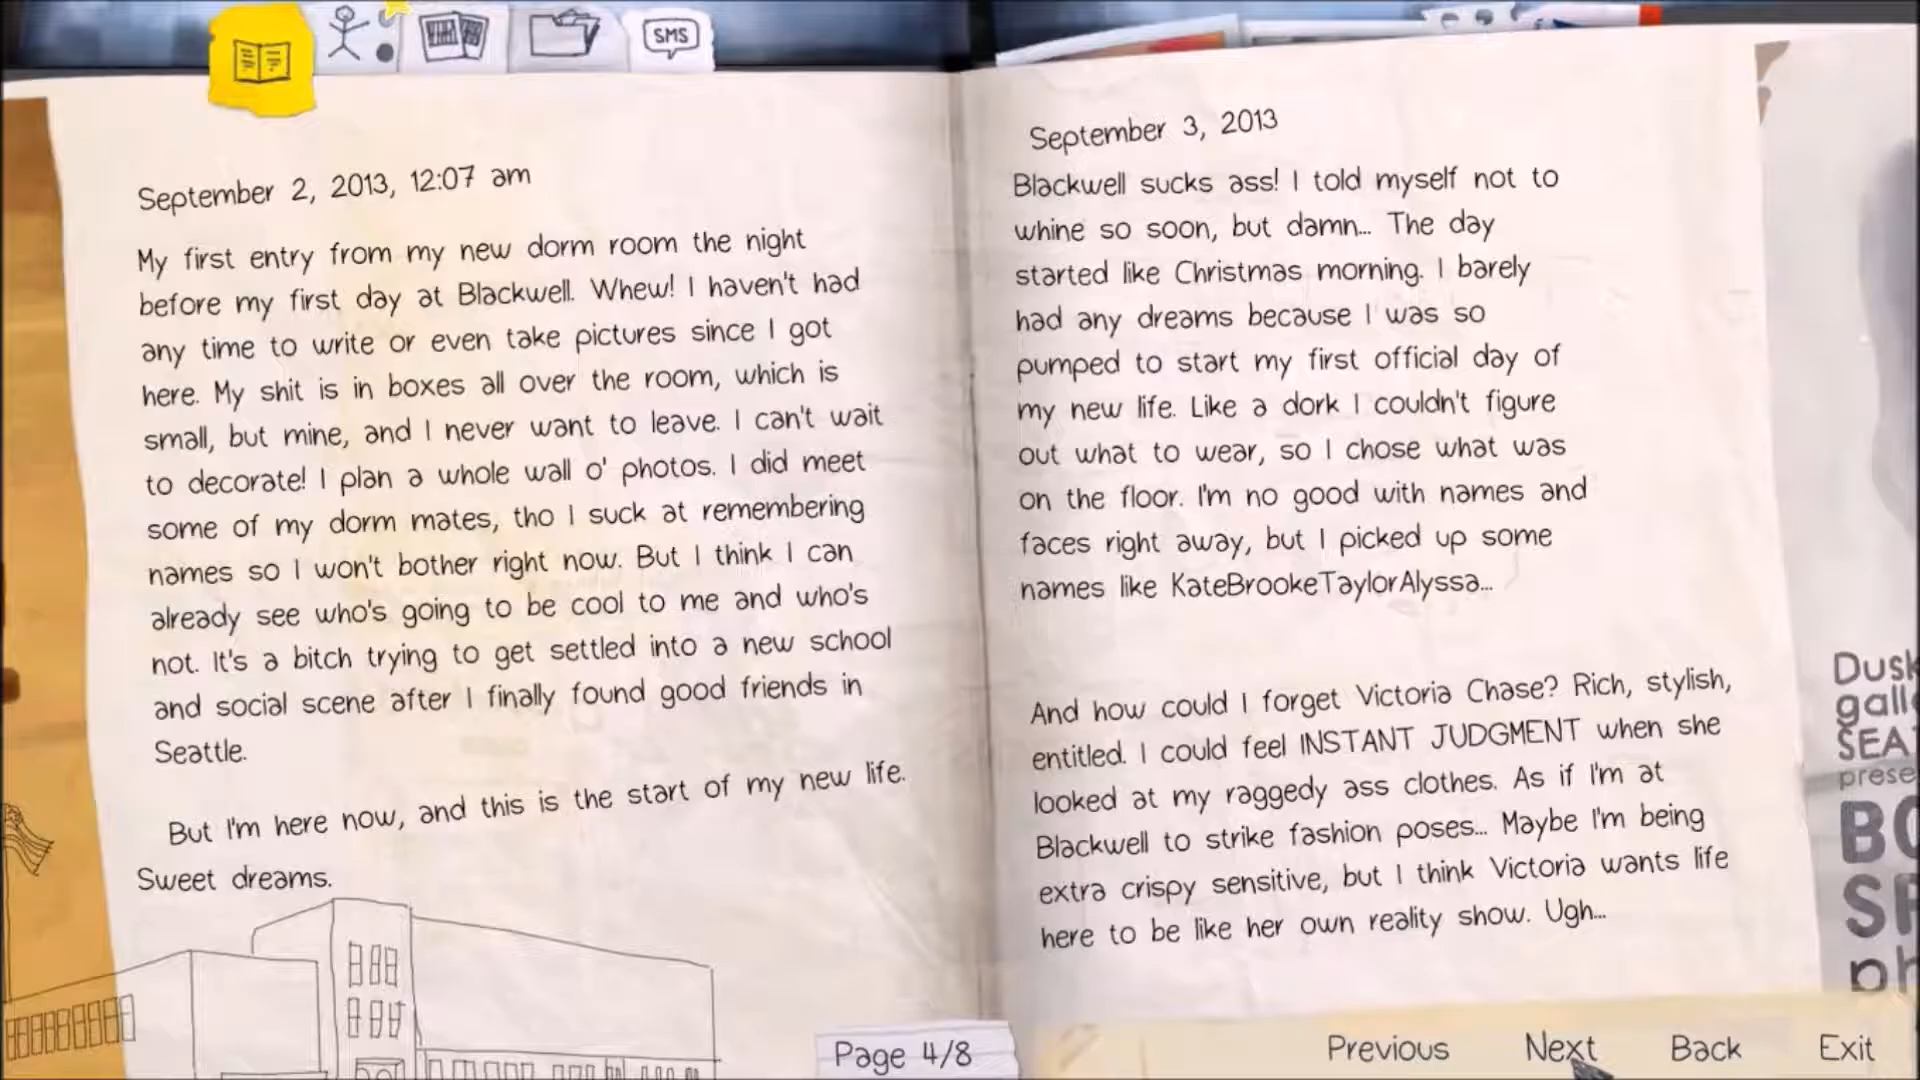 SMS
September 2, 2013, 12:07 am
My first entry from my new dorm room the night
before my first day at Blackwell. Whew! I haven't had
any time to write or even take pictures since I got
here. My shit is in boxes all over the room, which is
small, but mine, and I never want to leave. I can't wait
to decorate! I plan a whole wall o' photos. I did meet
some of my dorm mates, tho I suck at remembering
names so I won't bother right now. But I think I can
already see who's going to be cool to me and who's
not. It's a bitch trying to get settled into a new school
and social scene after I finally found good friends in
Seattle.
But I'm here now, and this is the start of my new life.
Sweet dreams.
September 3, 2013
Blackwell sucks ass! I told myself not to
whine so soon, but damn... The day
started like Christmas morning. I barely
had any dreams because I was so
pumped to start my first official day of
my new life. Like a dork I couldn't figure
out what to wear, so I chose what was
on the floor. I'm no good with names and
faces right away, but I picked up some
names like KateBrookeTaylorAlyssa...
And how could I forget Victoria Chase? Rich, stylish,
entitled. I could feel INSTANT JUDGMENT when she
looked at my raggedy ass clothes. As if I'm at
Blackwell to strike fashion poses... Maybe I'm being
extra crispy sensitive, but I think Victoria wants life
here to be like her own reality show. Ugh...
Page 4/8
Previous Next Back Exit